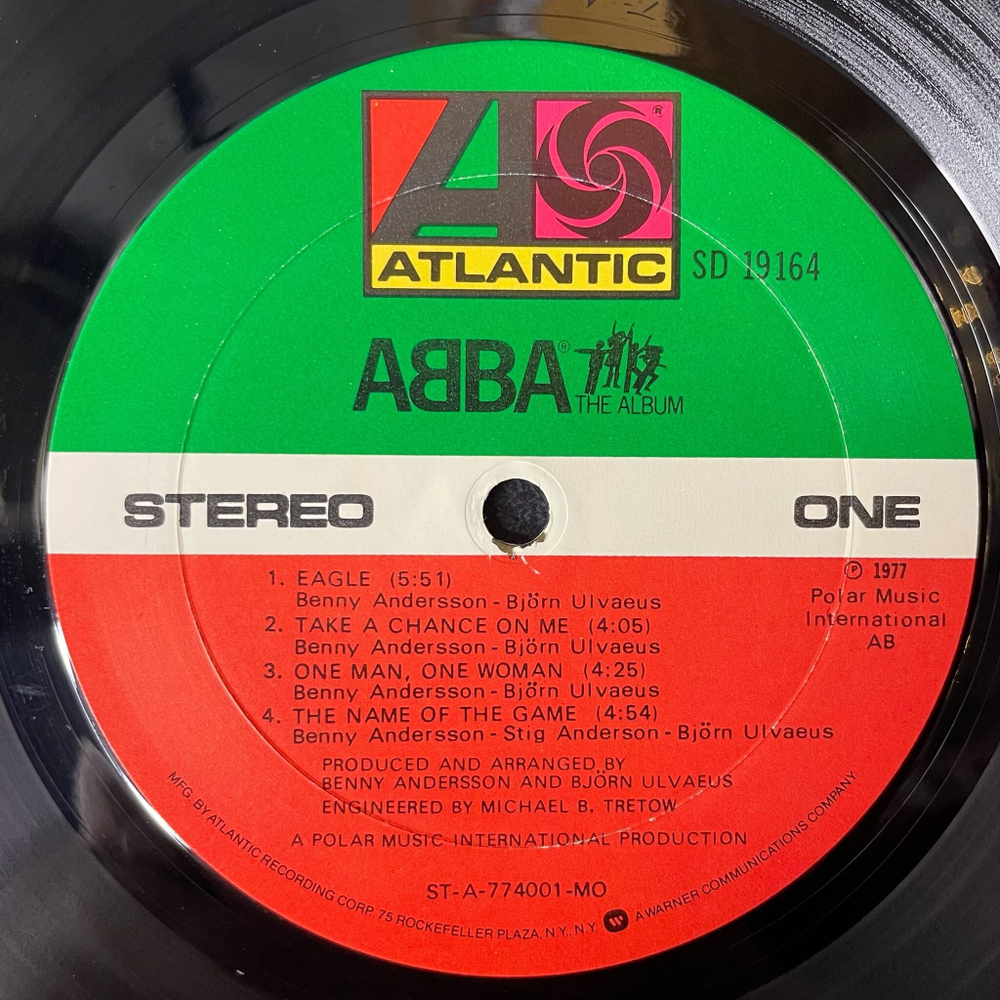 ATLANTIC
®
SD 19164
ABBA®
THE ALBUM
STEREO
ONE
1. EAGLE (5:51)
Benny Andersson - Björn Ulvaeus
2. TAKE A CHANCE ON ME (4:05)
Benny Andersson - Björn Ulvaeus
3. ONE MAN, ONE WOMAN (4:25)
Benny Andersson - Björn Ulvaeus
4. THE NAME OF THE GAME (4:54)
Benny Andersson - Stig Anderson - Björn Ulvaeus
℗ 1977
Polar Music
International
AB
PRODUCED AND ARRANGED BY
BENNY ANDERSSON AND BJÖRN ULVAEUS
ENGINEERED BY MICHAEL B. TRETOW
A POLAR MUSIC INTERNATIONAL PRODUCTION
ST-A-774001-MO
MFG. BY ATLANTIC RECORDING CORP. 75 ROCKEFELLER PLAZA, N.Y., N.Y. A WARNER COMMUNICATIONS COMPANY